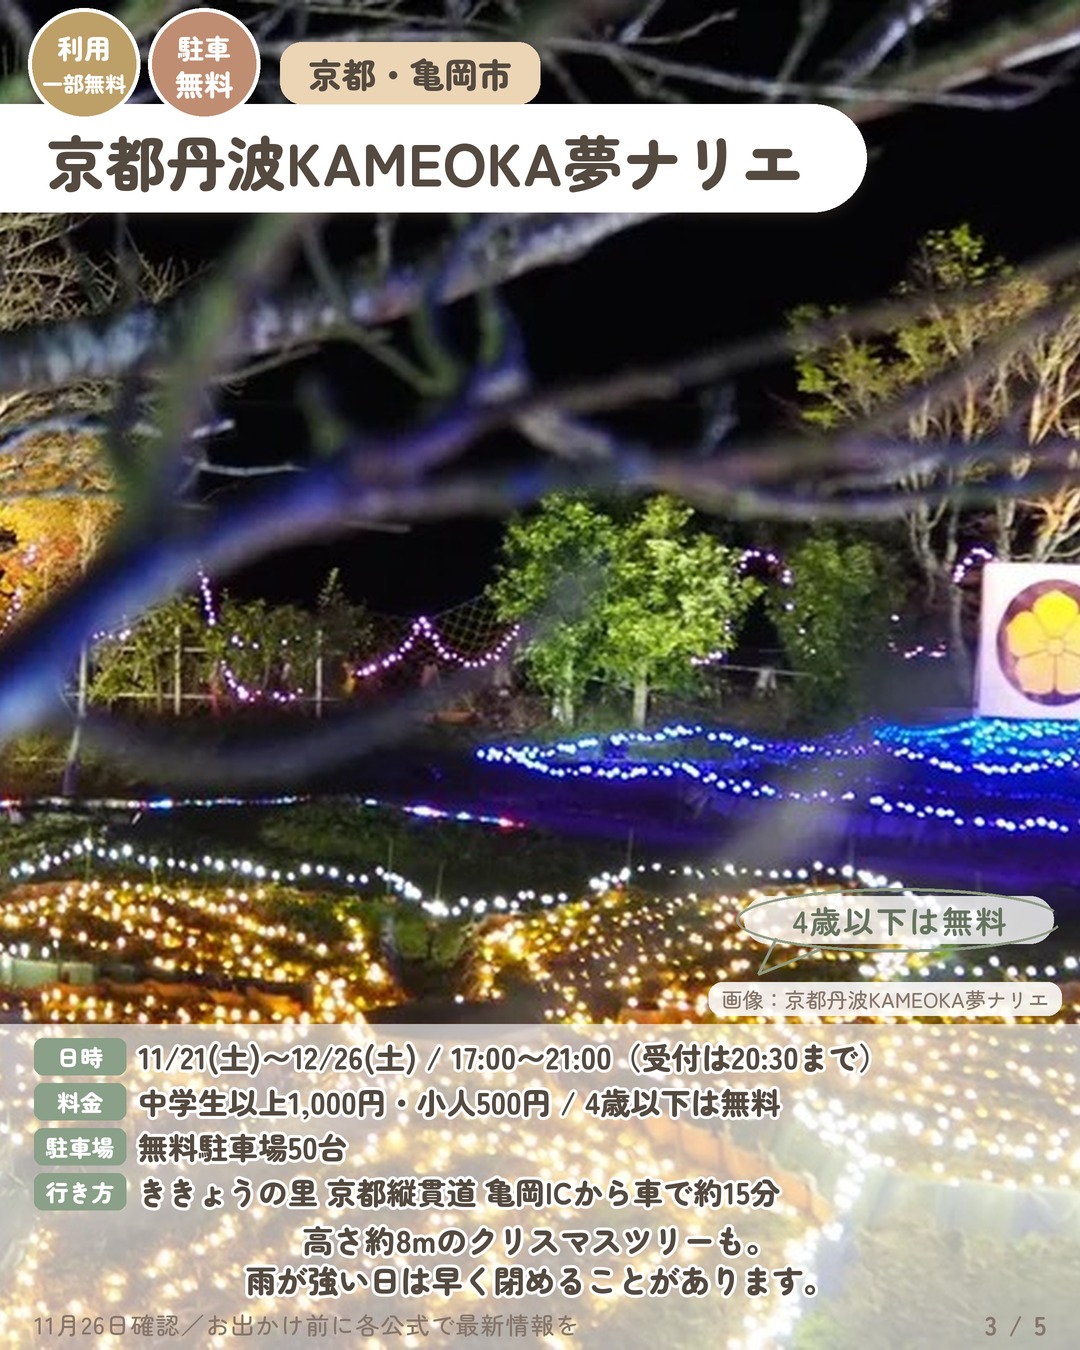 利用
一部無料
駐車
無料
京都・亀岡市
京都丹波KAMEOKA夢ナリエ
4歳以下は無料
画像：京都丹波KAMEOKA夢ナリエ
日時 11/21(土)〜12/26(土) / 17:00〜21:00（受付は20:30まで）
料金 中学生以上1,000円・小人500円 / 4歳以下は無料
駐車場 無料駐車場50台
行き方 ききょうの里 京都縦貫道 亀岡ICから車で約15分
高さ約8mのクリスマスツリーも。
雨が強い日は早く閉めることがあります。
11月26日確認／お出かけ前に各公式で最新情報を
3 / 5